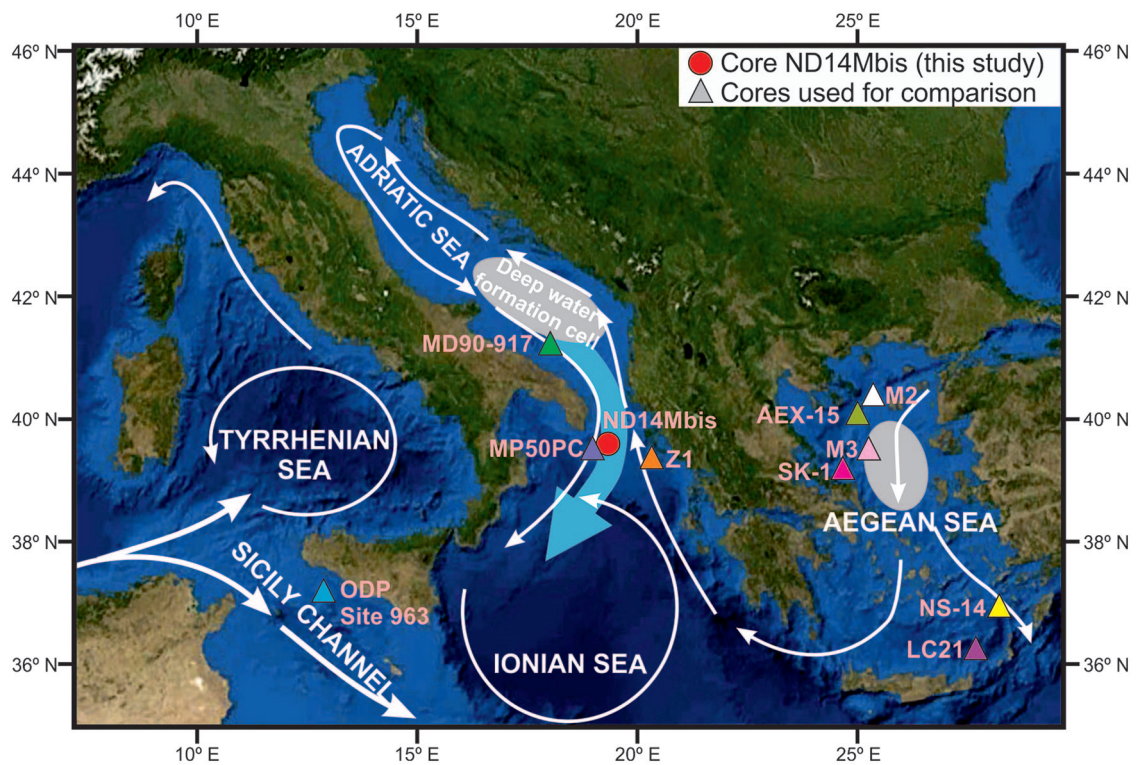 10º E 15º E 20º E 25º E
46º N 46º N
Core ND14Mbis (this study)
Cores used for comparison
44º N 44º N
ADRIATIC SEA
Deep water
formation cell
42º N 42º N
MD90-917
40º N 40º N
M2
AEX-15
ND14Mbis
TYRRHENIAN
SEA
MP50PC
Z1
M3
SK-1
AEGEAN SEA
38º N 38º N
SICILY CHANNEL
ODP
Site 963
NS-14
IONIAN SEA
LC21
36º N 36º N
10º E 15º E 20º E 25º E